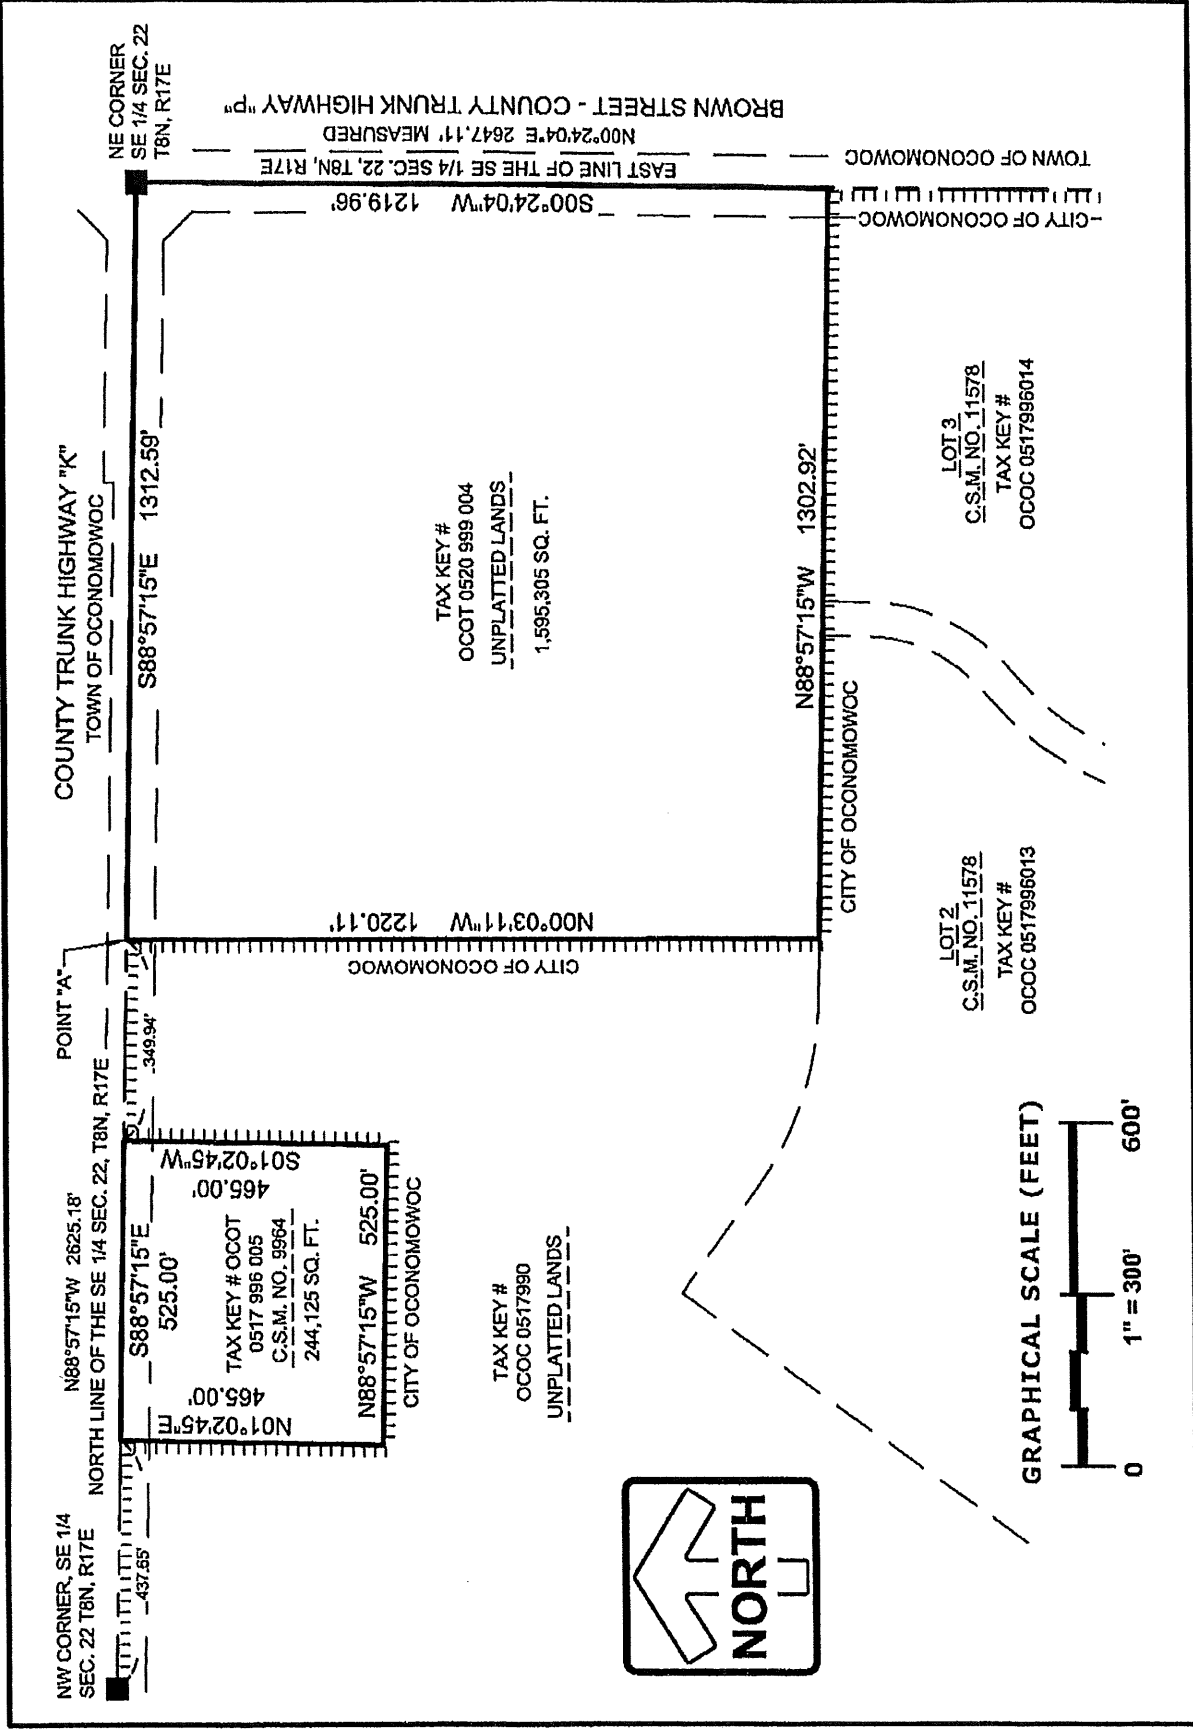 NW CORNER, SE 1/4
SEC. 22 T8N, R17E
N88°57'15"W 2625.18'
NORTH LINE OF THE SE 1/4 SEC. 22, T8N, R17E
POINT "A"
COUNTY TRUNK HIGHWAY "K"
TOWN OF OCONOMOWOC
NE CORNER
SE 1/4 SEC. 22
T8N, R17E
437.65'
S88°57'15"E
525.00'
349.94'
S88°57'15"E 1312.59'
N01°02'45"E
465.00'
TAX KEY # OCOT
0517 996 005
C.S.M. NO. 9964
244,125 SQ. FT.
S01°02'45"W
465.00'
N88°57'15"W 525.00'
CITY OF OCONOMOWOC
CITY OF OCONOMOWOC
N00°03'11"W 1220.11'
TAX KEY #
OCOT 0520 999 004
UNPLATTED LANDS
1,595,305 SQ. FT.
S00°24'04"W 1219.96'
EAST LINE OF THE SE 1/4 SEC. 22, T8N, R17E
N00°24'04"E 2647.11' MEASURED
BROWN STREET - COUNTY TRUNK HIGHWAY "P"
TAX KEY #
OCOC 0517990
UNPLATTED LANDS
N88°57'15"W 1302.92'
CITY OF OCONOMOWOC
CITY OF OCONOMOWOC
TOWN OF OCONOMOWOC
LOT 2
C.S.M. NO. 11578
TAX KEY #
OCOC 0517996013
LOT 3
C.S.M. NO. 11578
TAX KEY #
OCOC 0517996014
NORTH
GRAPHICAL SCALE (FEET)
0 1" = 300' 600'